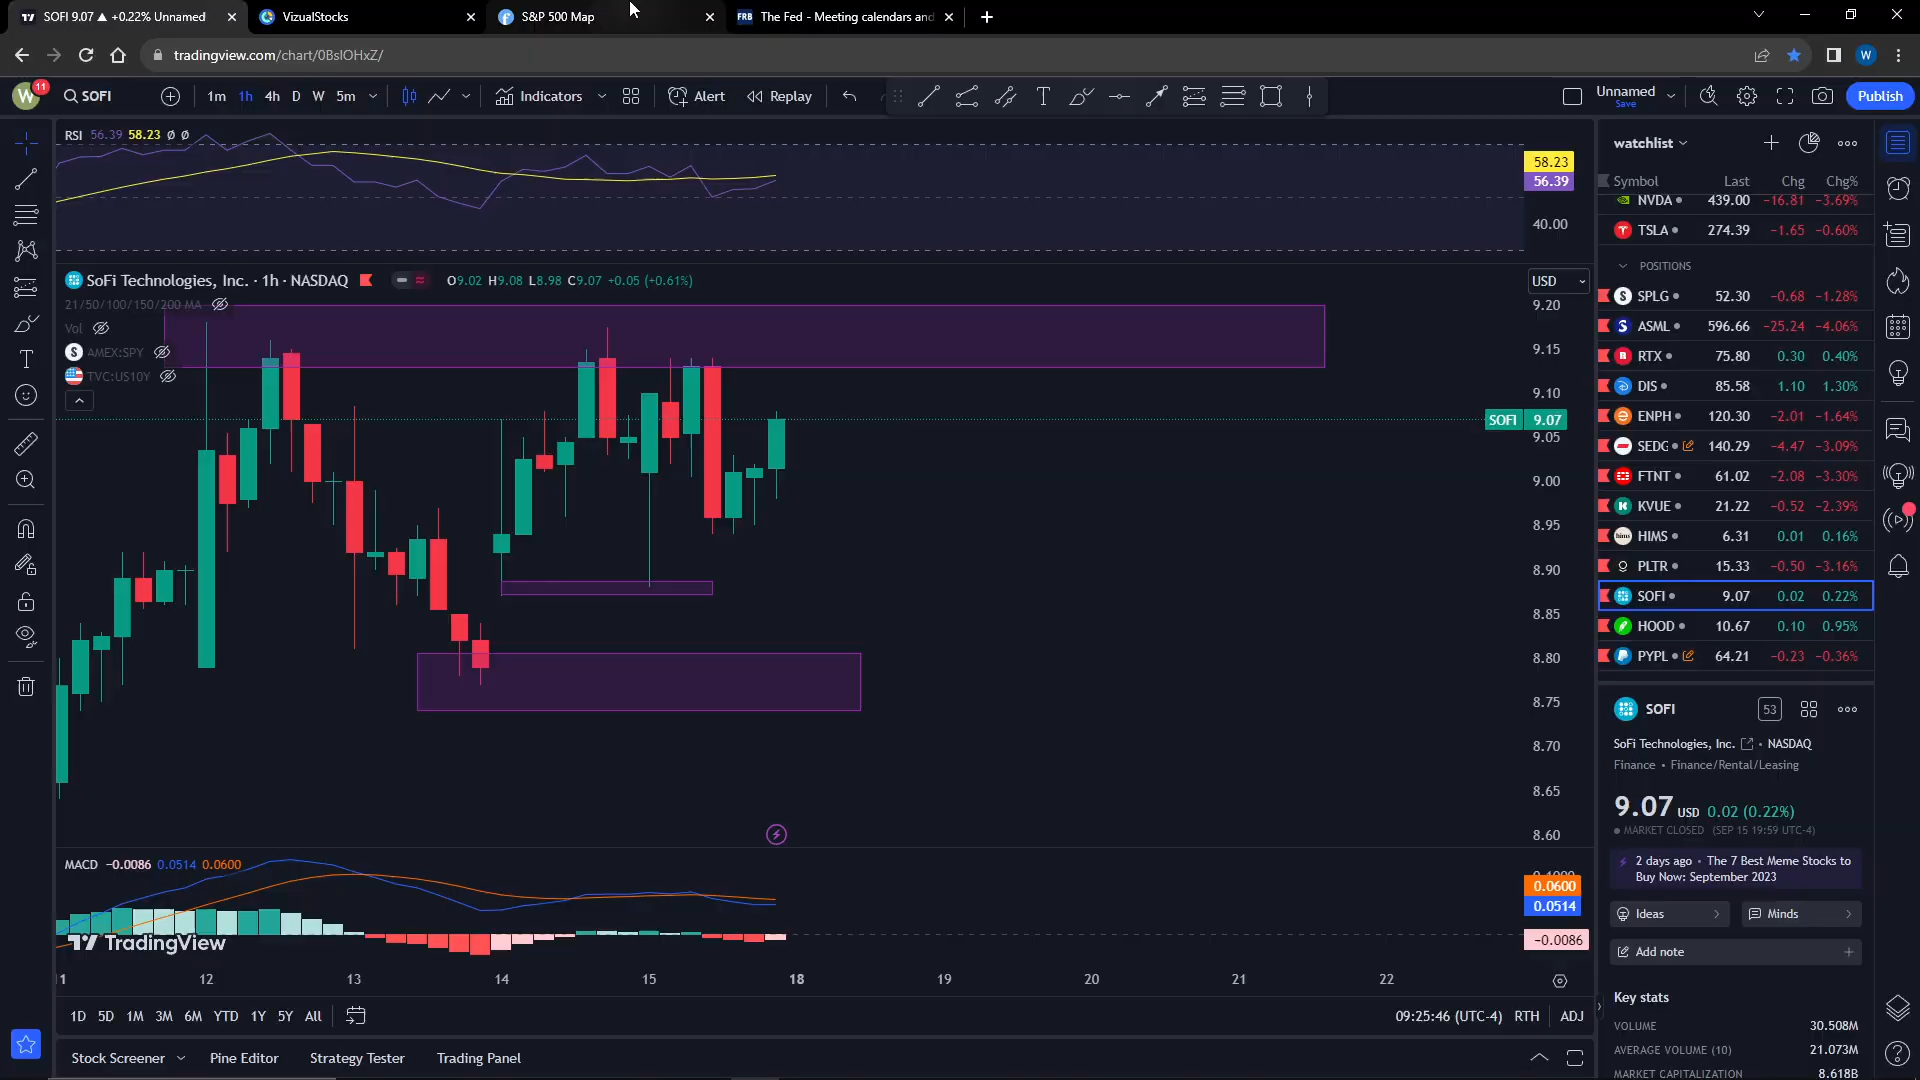 SOFI 9.07 ▲ +0.22% Unnamed
VizualStocks
S&P 500 Map
FRB The Fed - Meeting calendars and
tradingview.com/chart/0BsIOHxZ/
W
W 11
SOFI
1m 1h 4h D W 5m
Indicators
Alert
Replay
Unnamed
Save
Publish
RSI 56.39 58.23 ø ø
58.23
56.39
40.00
SoFi Technologies, Inc. · 1h · NASDAQ
O9.02 H9.08 L8.98 C9.07 +0.05 (+0.61%)
USD
21/50/100/150/200 MA
Vol
AMEX:SPY
TVC:US10Y
9.20
9.15
9.10
SOFI 9.07
9.05
9.00
8.95
8.90
8.85
8.80
8.75
8.70
8.65
8.60
MACD −0.0086 0.0514 0.0600
0.0600
0.0514
−0.0086
TradingView
11 12 13 14 15 18 19 20 21 22
1D 5D 1M 3M 6M YTD 1Y 5Y All
09:25:46 (UTC-4) RTH ADJ
Stock Screener
Pine Editor
Strategy Tester
Trading Panel
watchlist
Symbol Last Chg Chg%
NVDA 439.00 −16.81 −3.69%
TSLA 274.39 −1.65 −0.60%
POSITIONS
SPLG 52.30 −0.68 −1.28%
ASML 596.66 −25.24 −4.06%
RTX 75.80 0.30 0.40%
DIS 85.58 1.10 1.30%
ENPH 120.30 −2.01 −1.64%
SEDG 140.29 −4.47 −3.09%
FTNT 61.02 −2.08 −3.30%
KVUE 21.22 −0.52 −2.39%
HIMS 6.31 0.01 0.16%
PLTR 15.33 −0.50 −3.16%
SOFI 9.07 0.02 0.22%
HOOD 10.67 0.10 0.95%
PYPL 64.21 −0.23 −0.36%
SOFI
53
SoFi Technologies, Inc. • NASDAQ
Finance • Finance/Rental/Leasing
9.07 USD 0.02 (0.22%)
MARKET CLOSED (SEP 15 19:59 UTC-4)
2 days ago • The 7 Best Meme Stocks to
Buy Now: September 2023
Ideas
Minds
Add note
Key stats
VOLUME 30.508M
AVERAGE VOLUME (10) 21.073M
MARKET CAPITALIZATION 8.618B